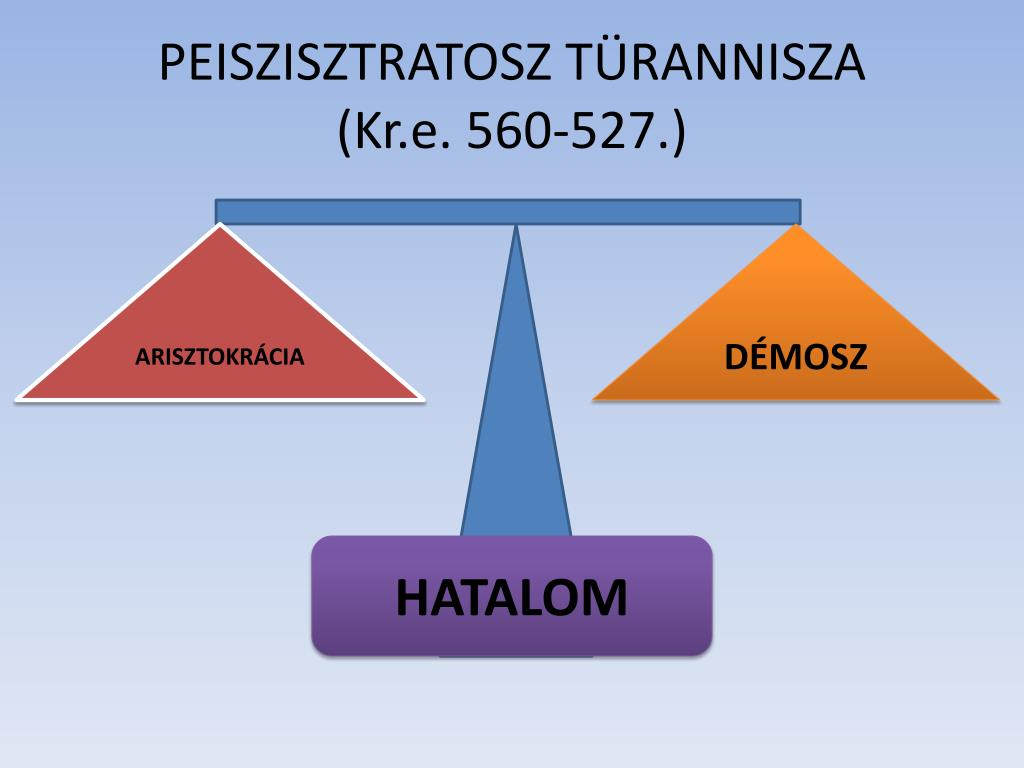 PEISZISZTRATOSZ TÜRANNISZA
(Kr.e. 560-527.)
ARISZTOKRÁCIA
DÉMOSZ
HATALOM